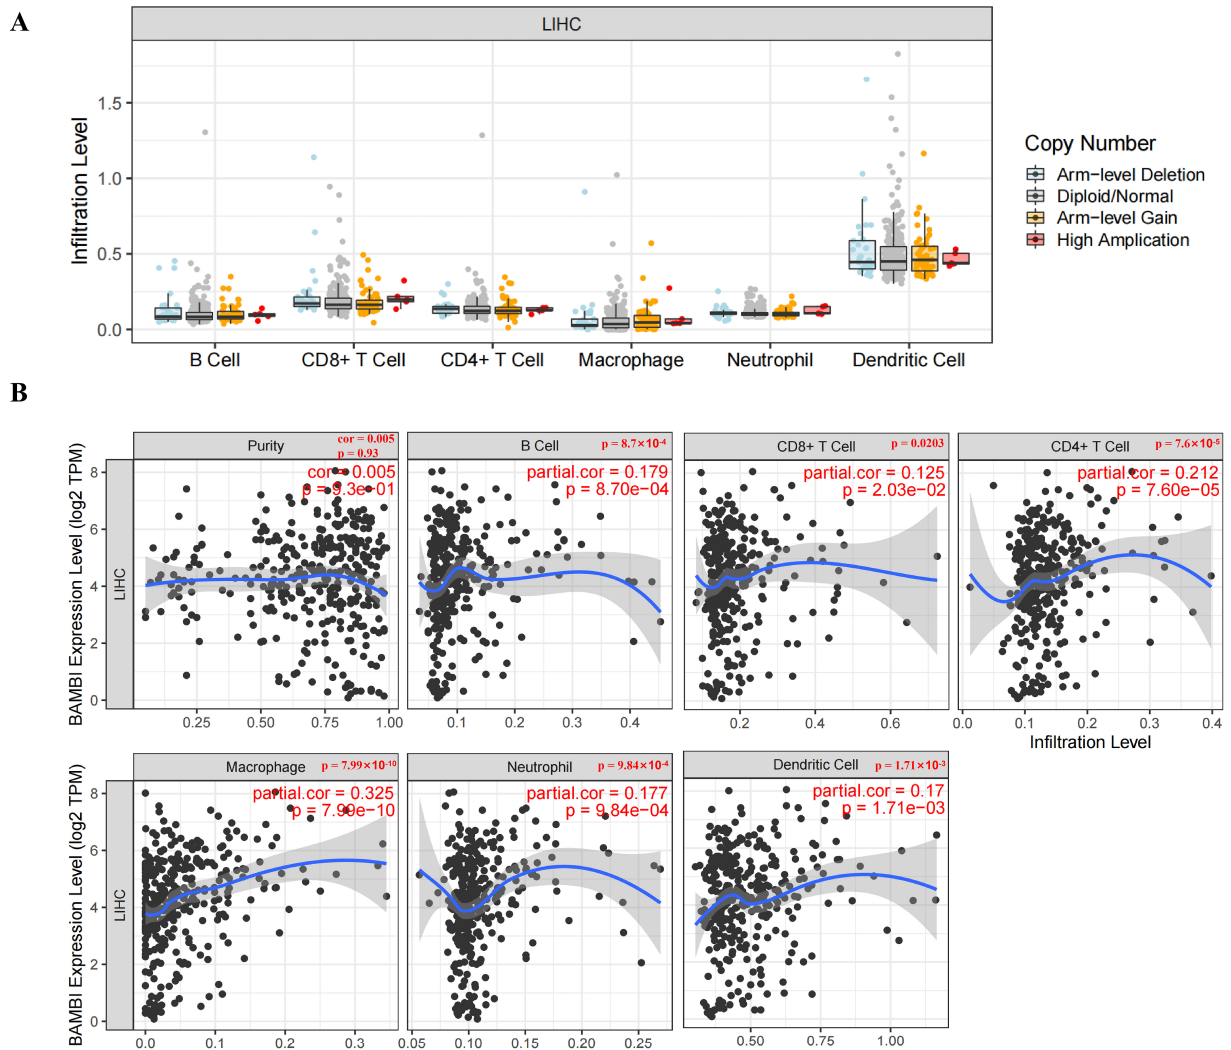 A
LIHC
Infiltration Level
1.5
1.0
0.5
0.0
B Cell
CD8+ T Cell
CD4+ T Cell
Macrophage
Neutrophil
Dendritic Cell
Copy Number
Arm-level Deletion
Diploid/Normal
Arm-level Gain
High Amplication
B
BAMBI Expression Level (log2 TPM)
LIHC
8
6
4
2
0
Purity
cor = 0.005
p = 0.93
cor = 0.005
p = 9.3e-01
0.25 0.50 0.75 1.00
B Cell
p = 8.7×10-4
partial.cor = 0.179
p = 8.70e-04
0.1 0.2 0.3 0.4
CD8+ T Cell
p = 0.0203
partial.cor = 0.125
p = 2.03e-02
0.2 0.4 0.6
CD4+ T Cell
p = 7.6×10-5
partial.cor = 0.212
p = 7.60e-05
0.0 0.1 0.2 0.3 0.4
Infiltration Level
BAMBI Expression Level (log2 TPM)
LIHC
8
6
4
2
0
Macrophage
p = 7.99×10-10
partial.cor = 0.325
p = 7.99e-10
0.0 0.1 0.2 0.3
Neutrophil
p = 9.84×10-4
partial.cor = 0.177
p = 9.84e-04
0.05 0.10 0.15 0.20 0.25
Dendritic Cell
p = 1.71×10-3
partial.cor = 0.17
p = 1.71e-03
0.50 0.75 1.00